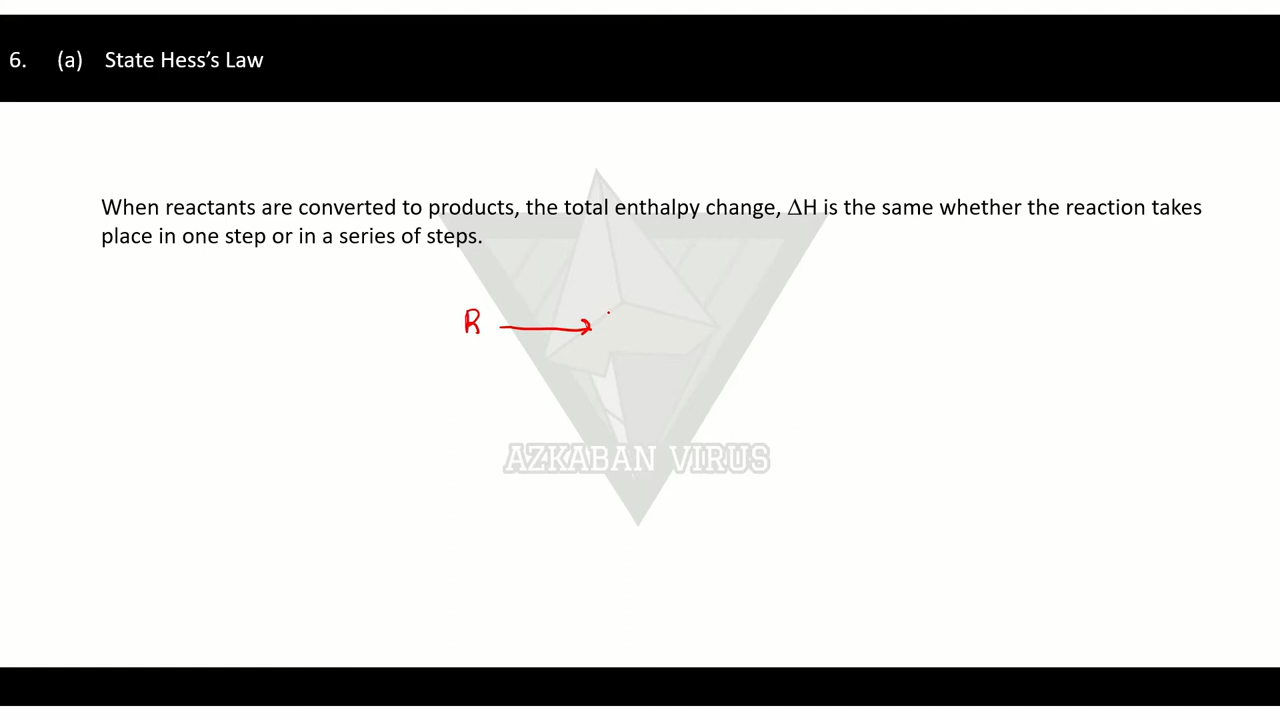 6. (a) State Hess’s Law
When reactants are converted to products, the total enthalpy change, ΔH is the same whether the reaction takes
place in one step or in a series of steps.
R →
AZKABAN VIRUS